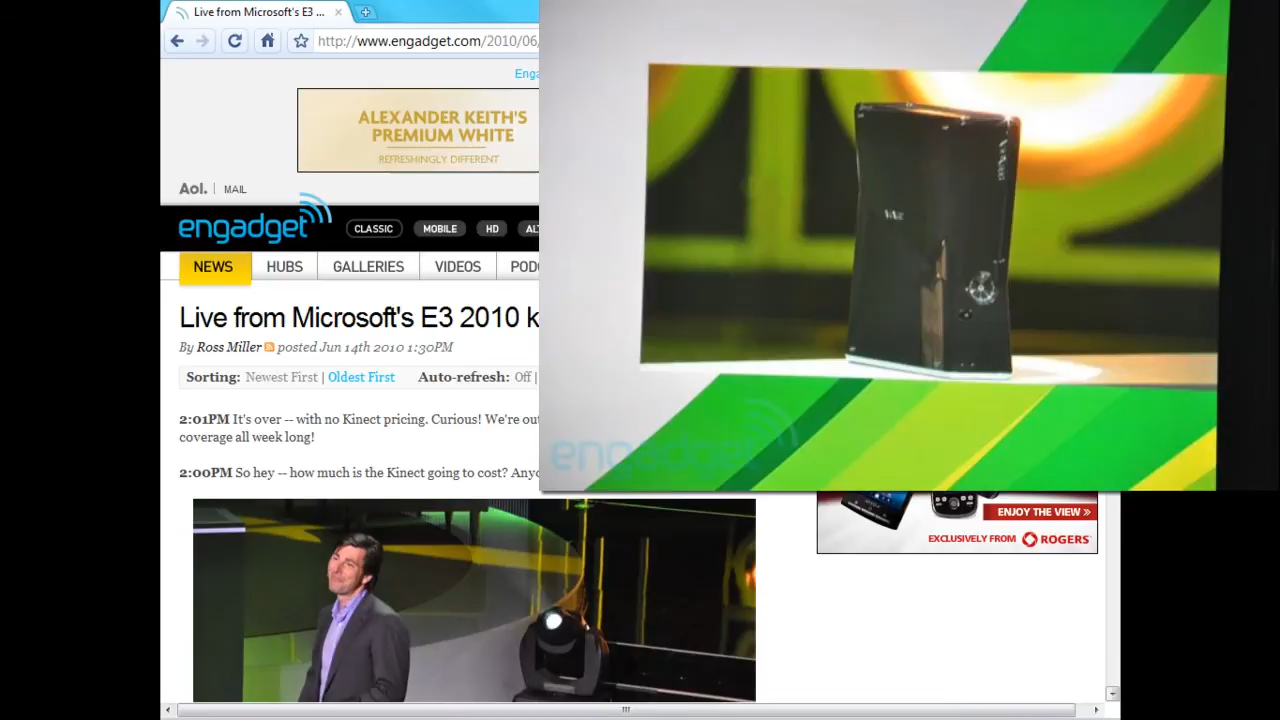 Live from Microsoft's E3 ...
http://www.engadget.com/2010/06/
Enga
ALEXANDER KEITH'S
PREMIUM WHITE
REFRESHINGLY DIFFERENT
Aol. | MAIL
engadget
CLASSIC MOBILE HD AL
NEWS HUBS GALLERIES VIDEOS PODC
Live from Microsoft's E3 2010 k
By Ross Miller posted Jun 14th 2010 1:30PM
Sorting: Newest First | Oldest First Auto-refresh: Off |
2:01PM It's over -- with no Kinect pricing. Curious! We're out
coverage all week long!
2:00PM So hey -- how much is the Kinect going to cost? Anyo
engadget
ENJOY THE VIEW »
EXCLUSIVELY FROM ROGERS